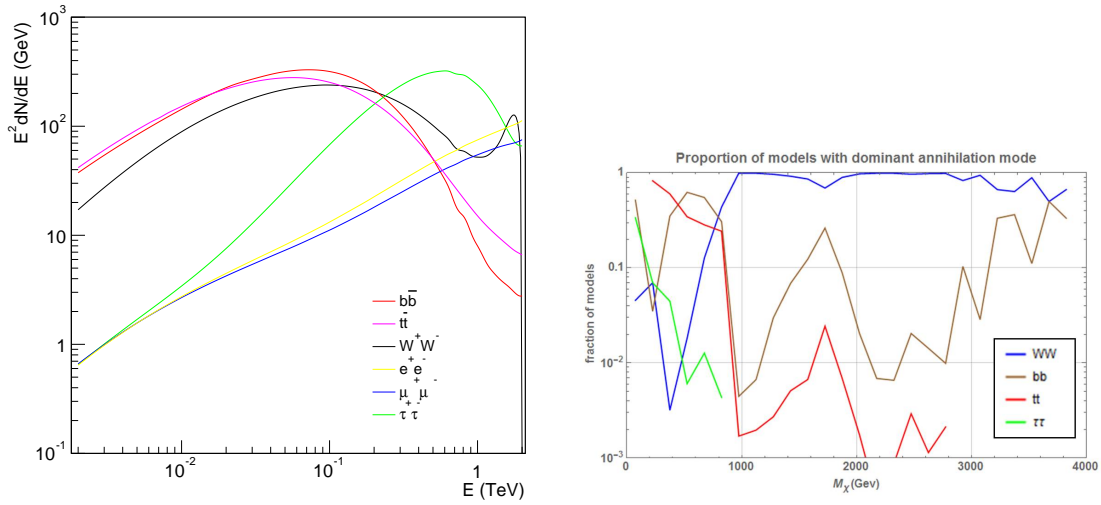 10³
10²
10
1
10⁻¹
E²dN/dE (GeV)
bb̅
tt̅
W⁺W⁻
e⁺e⁻
μ⁺μ⁻
τ⁺τ⁻
10⁻² 10⁻¹ 1
E (TeV)
Proportion of models with dominant annihilation mode
1
0.1
10⁻²
10⁻³
fraction of models
WW
bb
tt
ττ
0 1000 2000 3000 4000
Mχ(Gev)